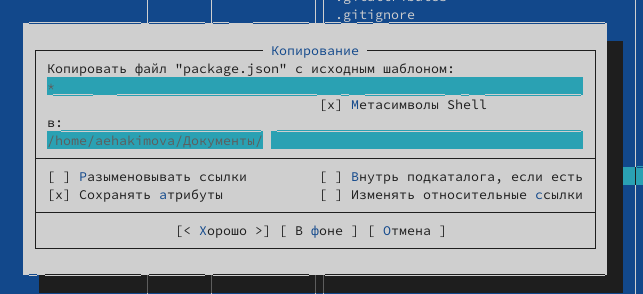 .gitignore
Копирование
Копировать файл "package.json" с исходным шаблоном:
*
[x] Метасимволы Shell
в:
/home/aehakimova/Документы/
[ ] Разыменовывать ссылки [ ] Внутрь подкаталога, если есть
[x] Сохранять атрибуты [ ] Изменять относительные ссылки
[< Хорошо >] [ В фоне ] [ Отмена ]